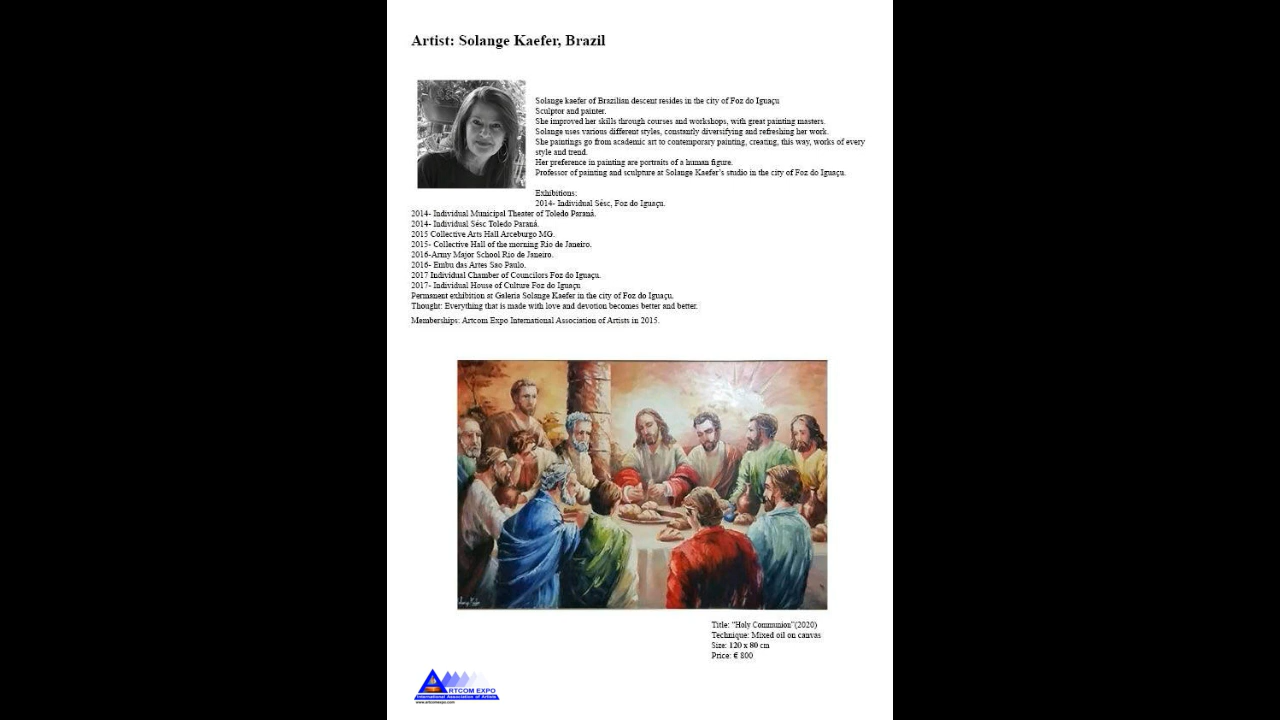 Artist: Solange Kaefer, Brazil
Solange kaefer of Brazilian descent resides in the city of Foz do Iguaçu
Sculptor and painter.
She improved her skills through courses and workshops, with great painting masters.
Solange uses various different styles, constantly diversifying and refreshing her work.
She paintings go from academic art to contemporary painting, creating, this way, works of every
style and trend.
Her preference in painting are portraits of a human figure.
Professor of painting and sculpture at Solange Kaefer's studio in the city of Foz do Iguaçu.
Exhibitions:
2014- Individual Sésc, Foz do Iguaçu.
2014- Individual Municipal Theater of Toledo Paraná.
2014- Individual Sésc Toledo Paraná.
2015 Collective Arts Hall Arceburgo MG.
2015- Collective Hall of the morning Rio de Janeiro.
2016-Army Major School Rio de Janeiro.
2016- Embu das Artes Sao Paulo.
2017 Individual Chamber of Councilors Foz do Iguaçu.
2017- Individual House of Culture Foz do Iguaçu
Permanent exhibition at Galeria Solange Kaefer in the city of Foz do Iguaçu.
Thought: Everything that is made with love and devotion becomes better and better.
Memberships: Artcom Expo International Association of Artists in 2015.
Title: "Holy Communion"(2020)
Technique: Mixed oil on canvas
Size: 120 x 80 cm
Price: € 800
ARTCOM EXPO
International Association of Artists
www.artcomexpo.com